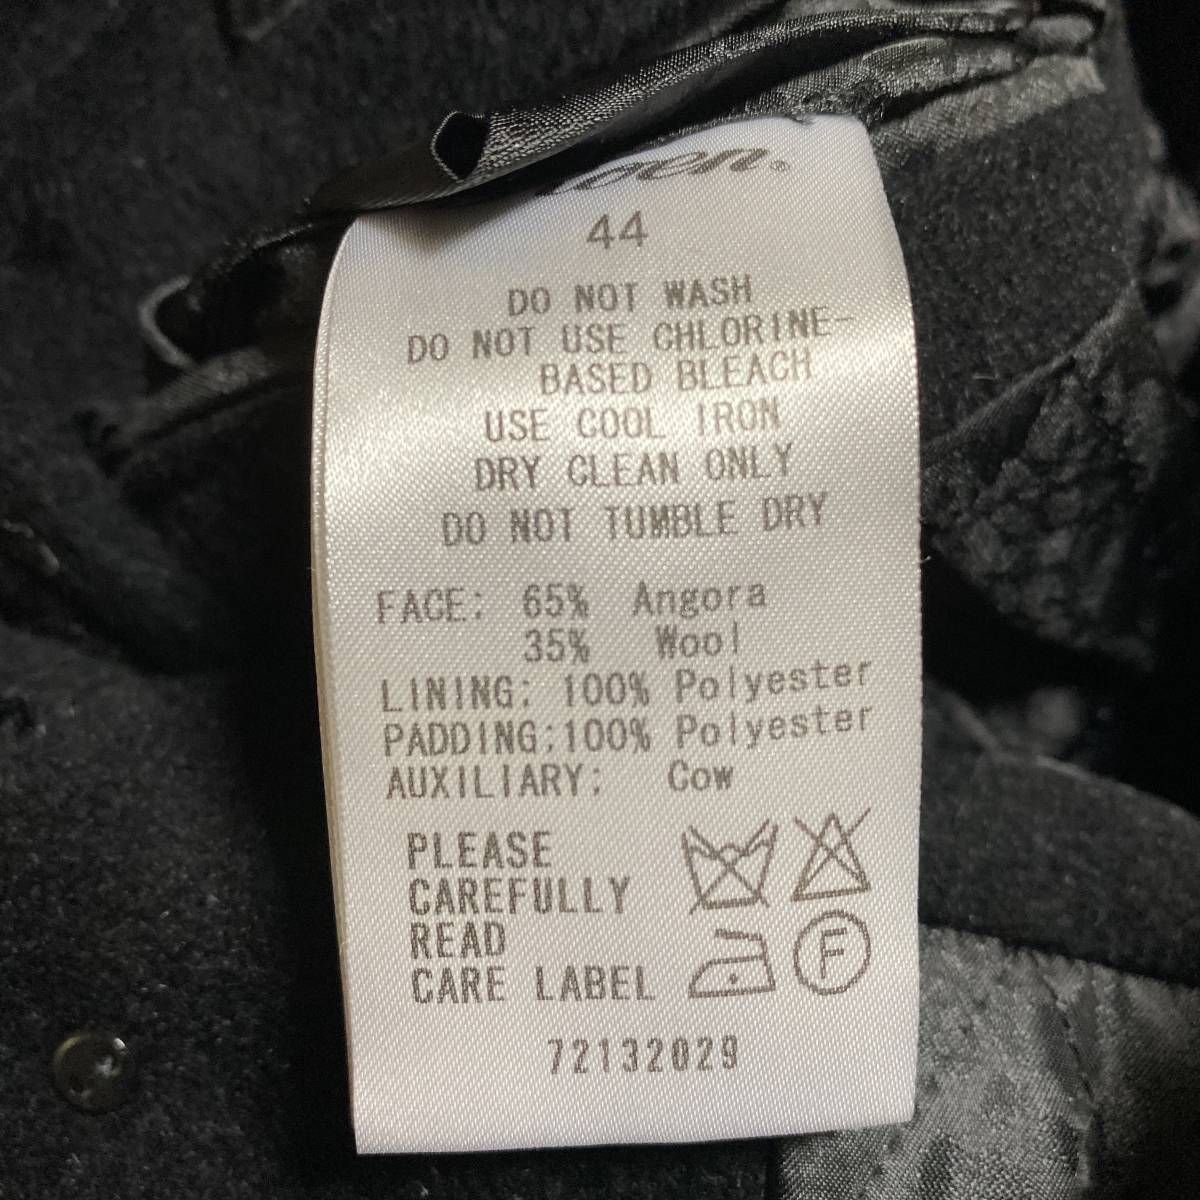 44
DO NOT WASH
DO NOT USE CHLORINE-
BASED BLEACH
USE COOL IRON
DRY CLEAN ONLY
DO NOT TUMBLE DRY
FACE: 65% Angora
35% Wool
LINING: 100% Polyester
PADDING:100% Polyester
AUXILIARY: Cow
PLEASE
CAREFULLY
READ
CARE LABEL
F
72132029